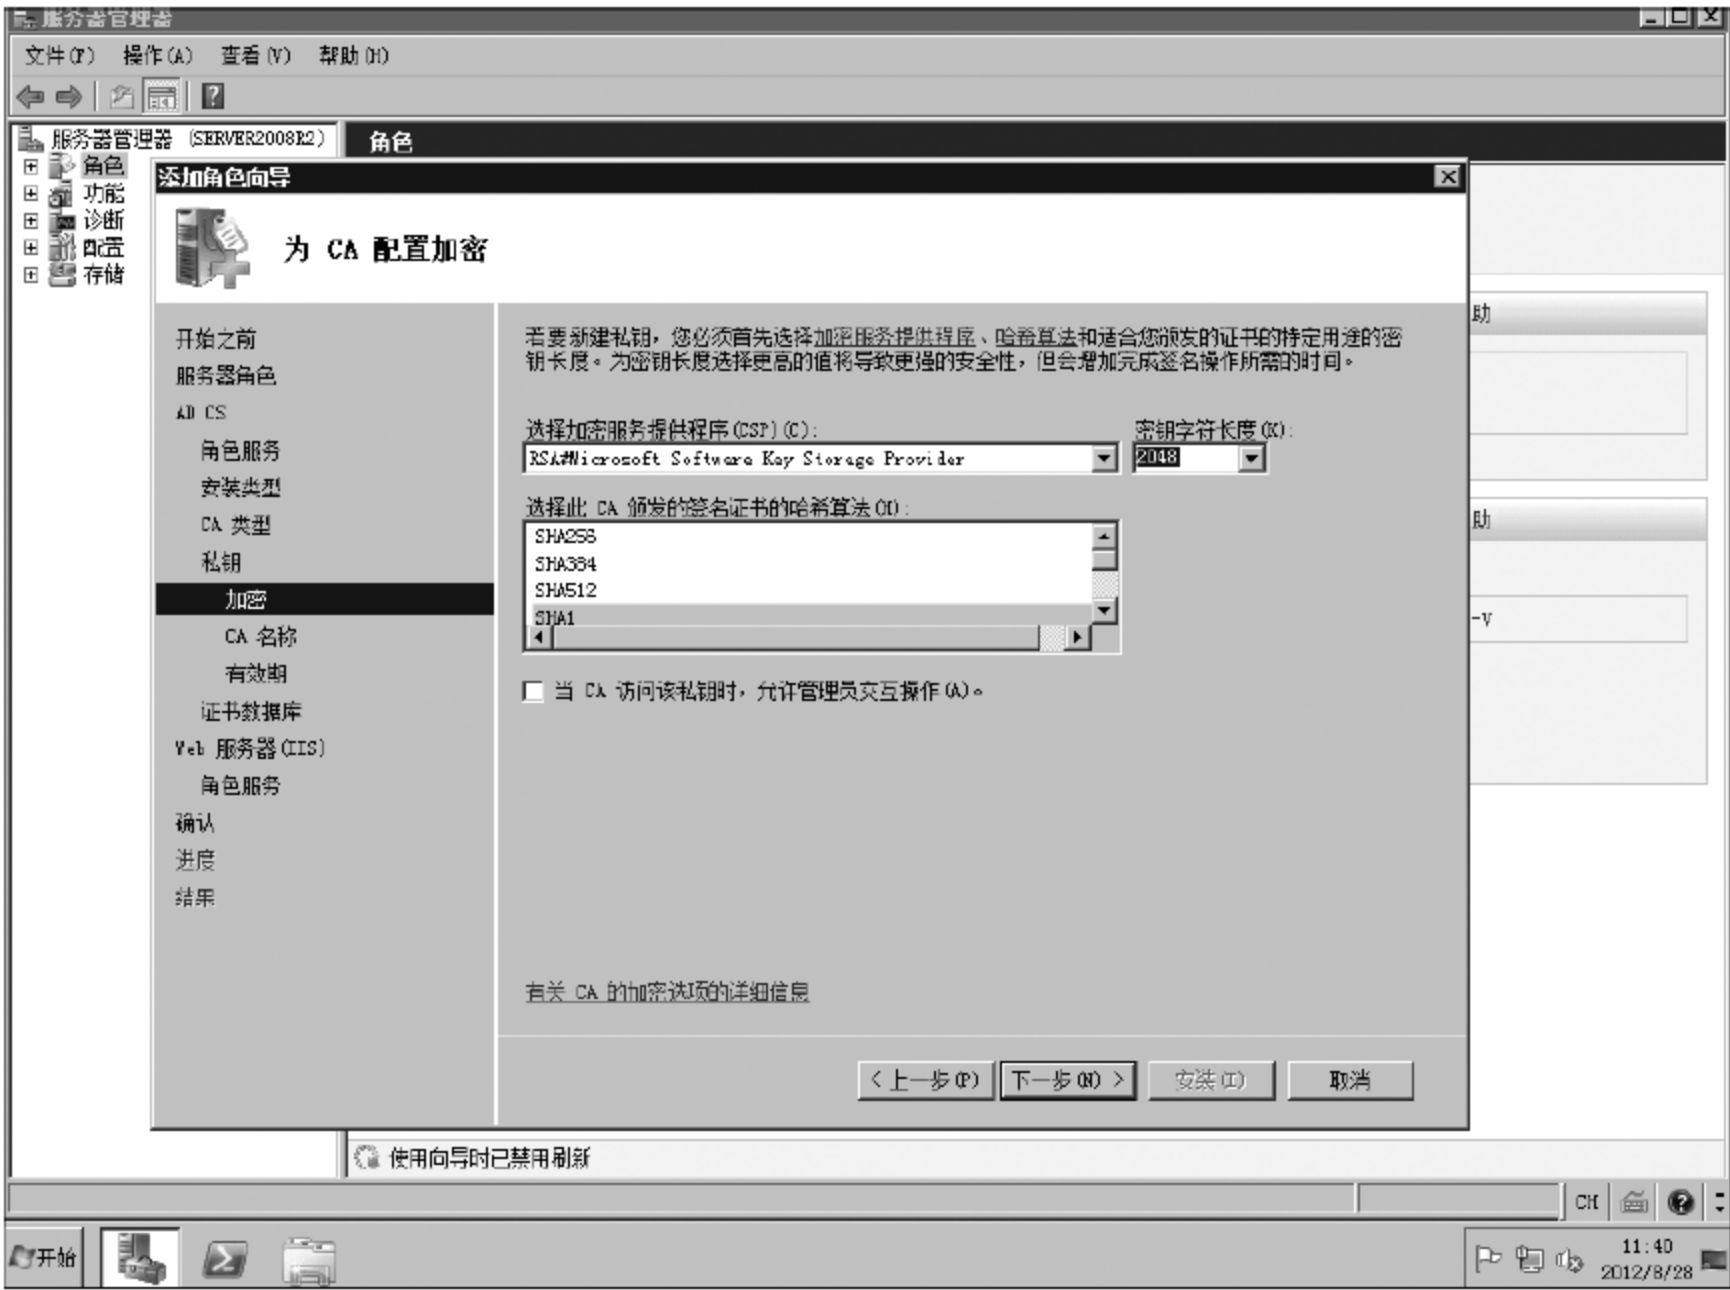 服务器管理器
文件(F) 操作(A) 查看(V) 帮助(H)
服务器管理器 (SERVER2008R2)
角色
功能
诊断
配置
存储
角色
添加角色向导
为 CA 配置加密
开始之前
服务器角色
AD CS
角色服务
安装类型
CA 类型
私钥
加密
CA 名称
有效期
证书数据库
Web 服务器(IIS)
角色服务
确认
进度
结果
若要新建私钥，您必须首先选择加密服务提供程序、哈希算法和适合您颁发的证书的特定用途的密
钥长度。为密钥长度选择更高的值将导致更强的安全性，但会增加完成签名操作所需的时间。
选择加密服务提供程序(CSP)(C):
密钥字符长度(K):
RSA#Microsoft Software Key Storage Provider
2048
选择此 CA 颁发的签名证书的哈希算法(H):
SHA256
SHA384
SHA512
SHA1
当 CA 访问该私钥时，允许管理员交互操作(A)。
有关 CA 的加密选项的详细信息
< 上一步(P)
下一步(N) >
安装(I)
取消
助
助
-V
使用向导时已禁用刷新
CH
开始
11:40
2012/8/28